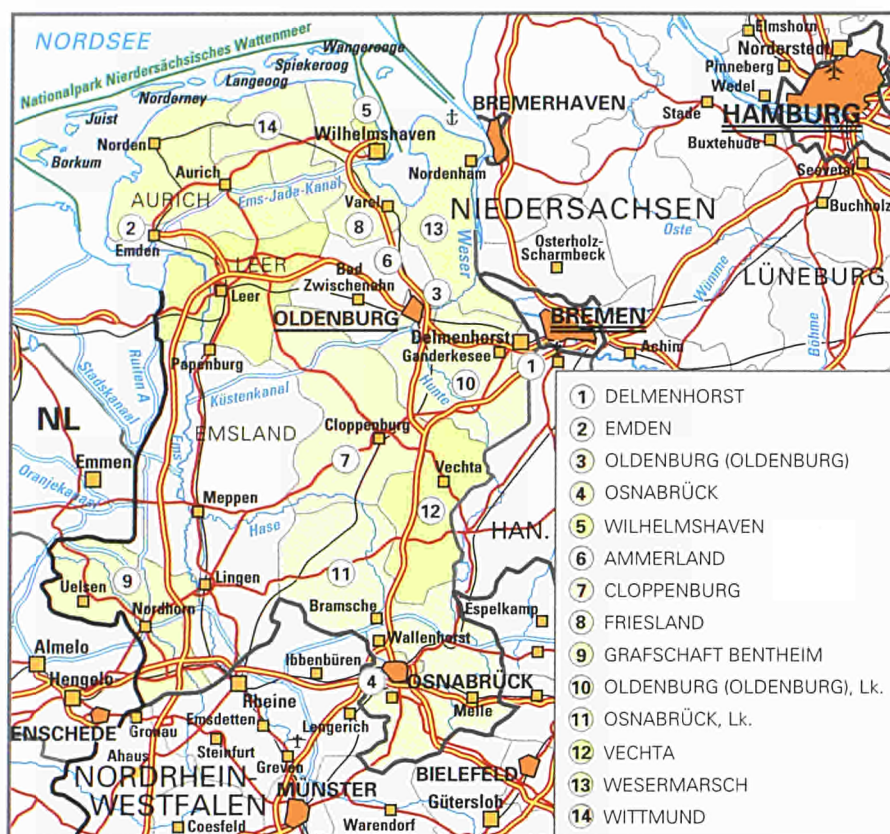 NORDSEE
Nationalpark Niedersächsisches Wattenmeer
Wangerooge
Spiekeroog
Langeoog
Norderney
Juist
Borkum
Norden
14
5
Wilhelmshaven
Aurich
AURICH
Ems-Jada-Kanal
Varel
Nordenham
BREMERHAVEN
Elmshorn
Norderstedt
Pinneberg
Wedel
HAMBURG
Stade
Buxtehude
Seevetal
Buchholz
NIEDERSACHSEN
Oste
Osterholz-
Scharmbeck
Wümme
LÜNEBURG
Böhme
2
Emden
8
13
6
Weser
LEER
Leer
Bad
Zwischenahn
OLDENBURG
3
BREMEN
Delmenhorst
Ganderkesee
Achim
1
10
Hunte
Papenburg
Küstenkanal
Ruiten A
Stadskanaal
NL
EMSLAND
Ems
Cloppenburg
7
Vechta
12
Emmen
Oranjekanaal
Meppen
Hase
HAN.
9
Uelsen
Nordhorn
Lingen
11
Bramsche
Wallenhorst
Espelkamp
Almelo
Hengelo
ENSCHEDE
Gronau
Ahaus
Ibbenbüren
4
OSNABRÜCK
Melle
Rheine
Emsdetten
Steinfurt
Lengerich
Greven
NORDRHEIN-
WESTFALEN
MÜNSTER
Coesfeld
Warendorf
BIELEFELD
Gütersloh
1 DELMENHORST
2 EMDEN
3 OLDENBURG (OLDENBURG)
4 OSNABRÜCK
5 WILHELMSHAVEN
6 AMMERLAND
7 CLOPPENBURG
8 FRIESLAND
9 GRAFSCHAFT BENTHEIM
10 OLDENBURG (OLDENBURG), Lk.
11 OSNABRÜCK, Lk.
12 VECHTA
13 WESERMARSCH
14 WITTMUND